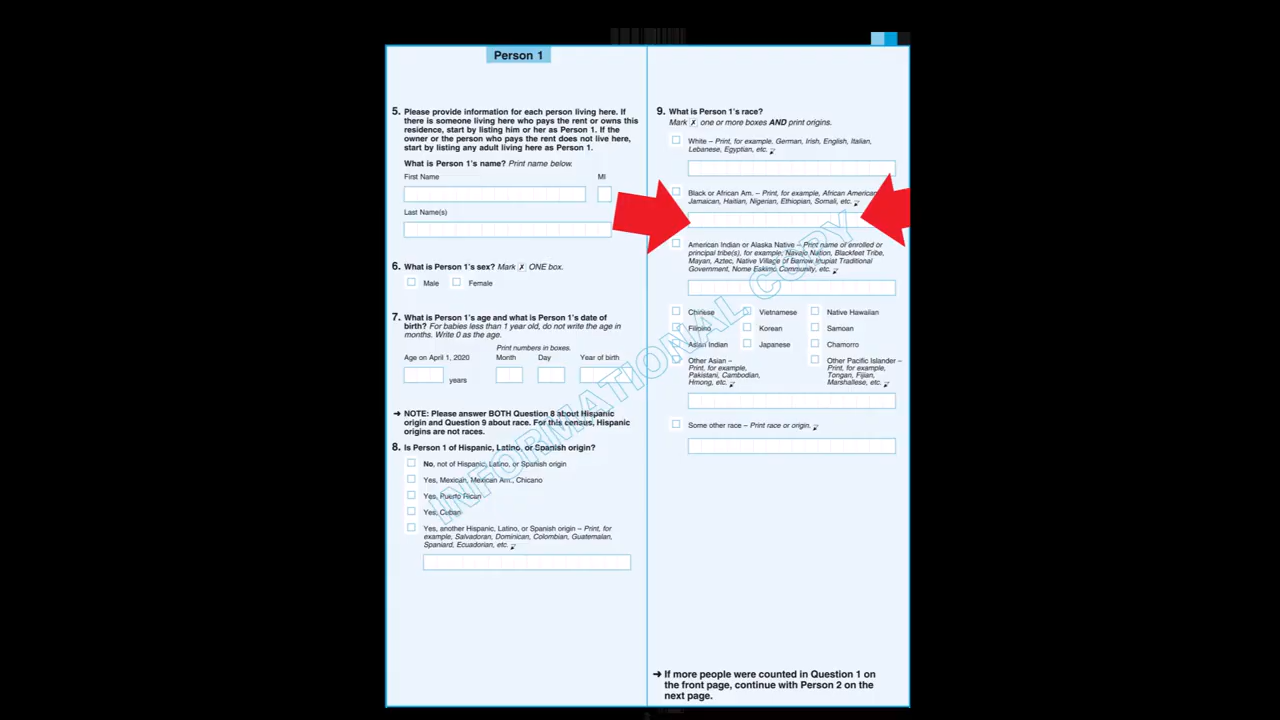 Person 1
5. Please provide information for each person living here. If
there is someone living here who pays the rent or owns this
residence, start by listing him or her as Person 1. If the
owner or the person who pays the rent does not live here,
start by listing any adult living here as Person 1.
What is Person 1's name? Print name below.
First Name MI
Last Name(s)
6. What is Person 1's sex? Mark ✗ ONE box.
Male Female
7. What is Person 1's age and what is Person 1's date of
birth? For babies less than 1 year old, do not write the age in
months. Write 0 as the age.
Print numbers in boxes.
Age on April 1, 2020 Month Day Year of birth
years
➜ NOTE: Please answer BOTH Question 8 about Hispanic
origin and Question 9 about race. For this census, Hispanic
origins are not races.
8. Is Person 1 of Hispanic, Latino, or Spanish origin?
No, not of Hispanic, Latino, or Spanish origin
Yes, Mexican, Mexican Am., Chicano
Yes, Puerto Rican
Yes, Cuban
Yes, another Hispanic, Latino, or Spanish origin – Print, for
example, Salvadoran, Dominican, Colombian, Guatemalan,
Spaniard, Ecuadorian, etc.
9. What is Person 1's race?
Mark ✗ one or more boxes AND print origins.
White – Print, for example, German, Irish, English, Italian,
Lebanese, Egyptian, etc.
Black or African Am. – Print, for example, African American,
Jamaican, Haitian, Nigerian, Ethiopian, Somali, etc.
American Indian or Alaska Native – Print name of enrolled or
principal tribe(s), for example, Navajo Nation, Blackfeet Tribe,
Mayan, Aztec, Native Village of Barrow Inupiat Traditional
Government, Nome Eskimo Community, etc.
Chinese Vietnamese Native Hawaiian
Filipino Korean Samoan
Asian Indian Japanese Chamorro
Other Asian –
Print, for example,
Pakistani, Cambodian,
Hmong, etc.
Other Pacific Islander –
Print, for example,
Tongan, Fijian,
Marshallese, etc.
Some other race – Print race or origin.
➜ If more people were counted in Question 1 on
the front page, continue with Person 2 on the
next page.
INFORMATIONAL COPY